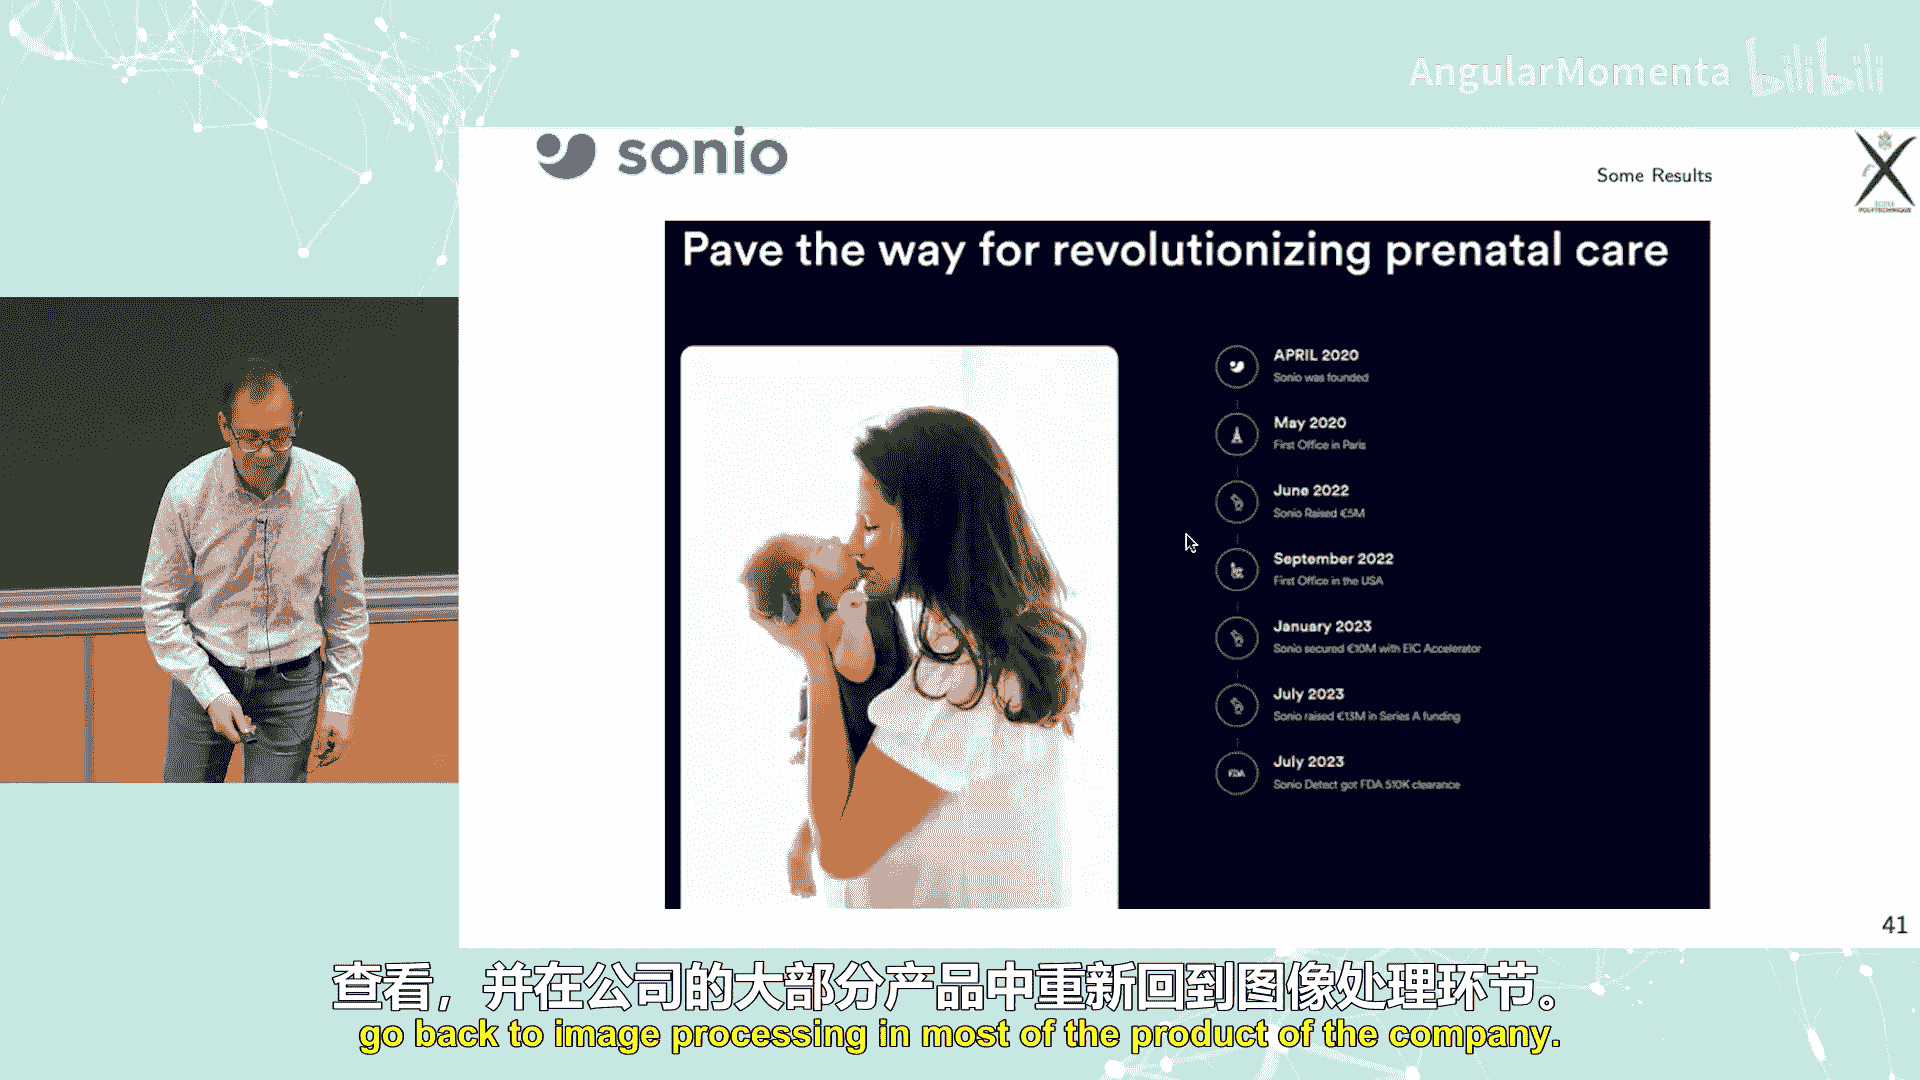 AngularMomenta bilibili
sonio
Some Results
Pave the way for revolutionizing prenatal care
APRIL 2020
Sonio was founded
May 2020
First Office in Paris
June 2022
Sonio Raised €5M
September 2022
First Office in the USA
January 2023
Sonio secured €10M with EIC Accelerator
July 2023
Sonio raised €13M in Series A funding
FDA
July 2023
Sonio Detect got FDA 510K clearance
41
查看，并在公司的大部分产品中重新回到图像处理环节。
go back to image processing in most of the product of the company.